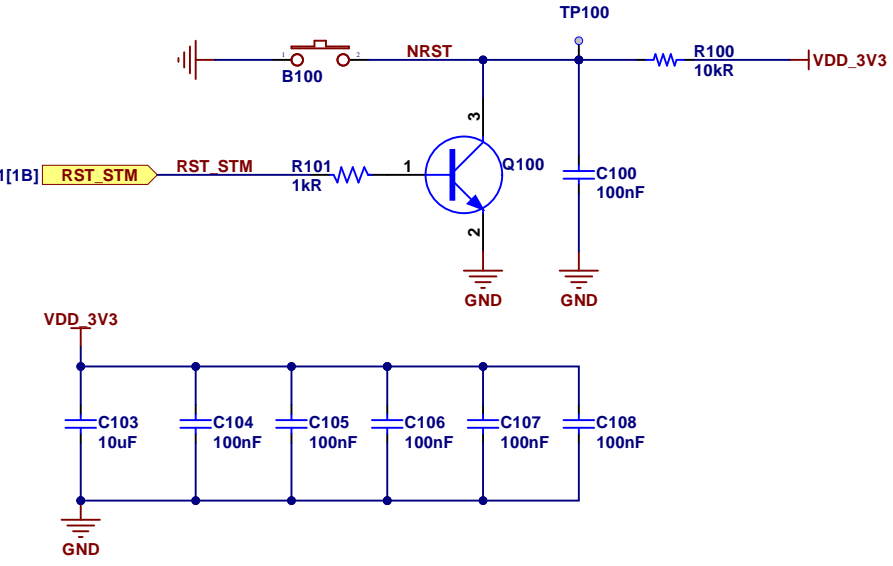 TP100
NRST
R100
10kR
VDD_3V3
1
2
B100
3
1[1B]
RST_STM
RST_STM
R101
1kR
1
Q100
C100
100nF
2
GND
GND
VDD_3V3
C103
10uF
C104
100nF
C105
100nF
C106
100nF
C107
100nF
C108
100nF
GND